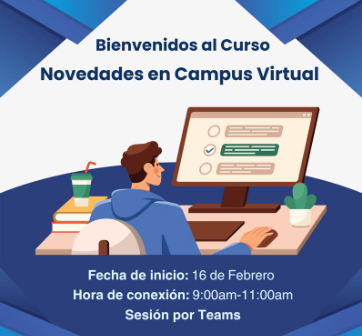 Bienvenidos al Curso
Novedades en Campus Virtual
Fecha de inicio: 16 de Febrero
Hora de conexión: 9:00am-11:00am
Sesión por Teams